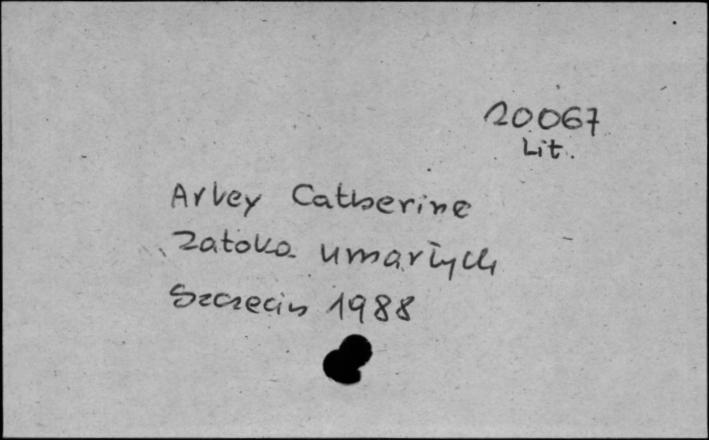 20067
Lit.
Arley Catherine
Zatoka umarłych
Szczecin 1988